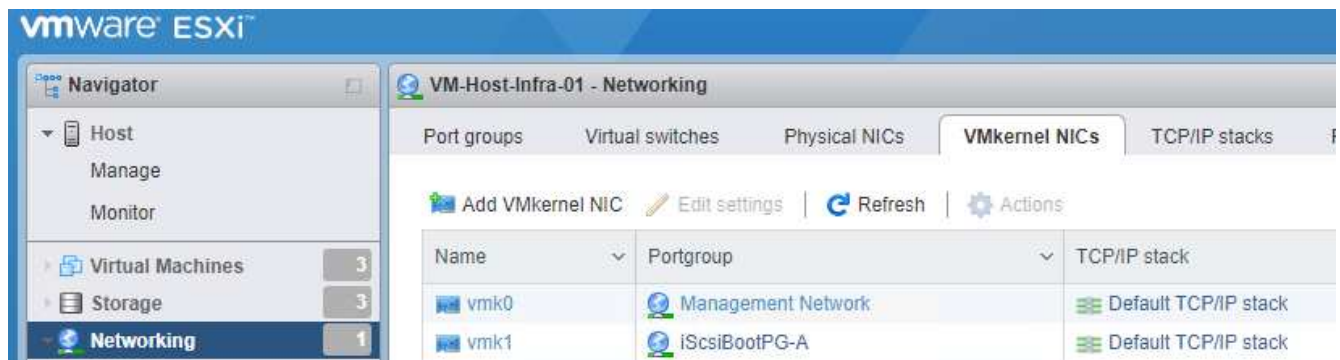 vmware ESXi™
Navigator
VM-Host-Infra-01 - Networking
Host
Manage
Monitor
Virtual Machines 3
Storage 3
Networking 1
Port groups Virtual switches Physical NICs VMkernel NICs TCP/IP stacks
Add VMkernel NIC Edit settings Refresh Actions
Name Portgroup TCP/IP stack
vmk0 Management Network Default TCP/IP stack
vmk1 iScsiBootPG-A Default TCP/IP stack